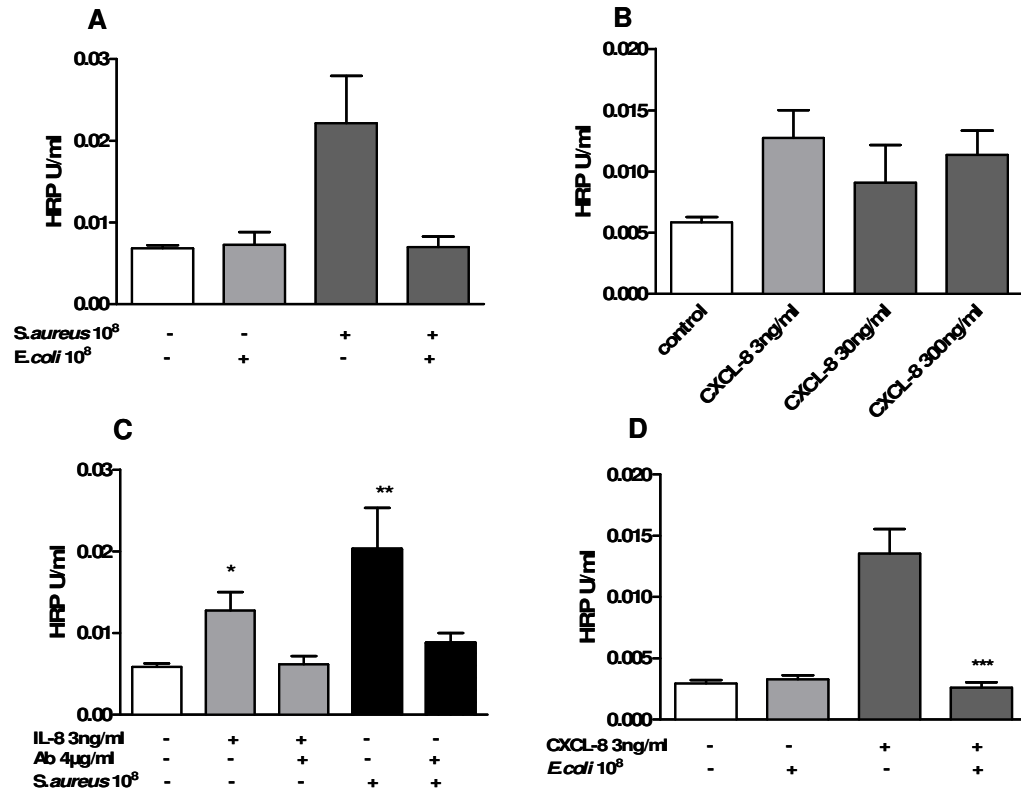 A
0.03
0.02
0.01
0.00
HRP U/ml
S.aureus 10⁸ - - + +
E.coli 10⁸ - + - +
B
0.020
0.015
0.010
0.005
0.000
HRP U/ml
control
CXCL-8 3ng/ml
CXCL-8 30ng/ml
CXCL-8 300ng/ml
C
0.03
0.02
0.01
0.00
HRP U/ml
*
**
IL-8 3ng/ml - + + - -
Ab 4µg/ml - - + - +
S.aureus 10⁸ - - - + +
D
0.020
0.015
0.010
0.005
0.000
HRP U/ml
***
CXCL-8 3ng/ml - - + +
E.coli 10⁸ - + - +